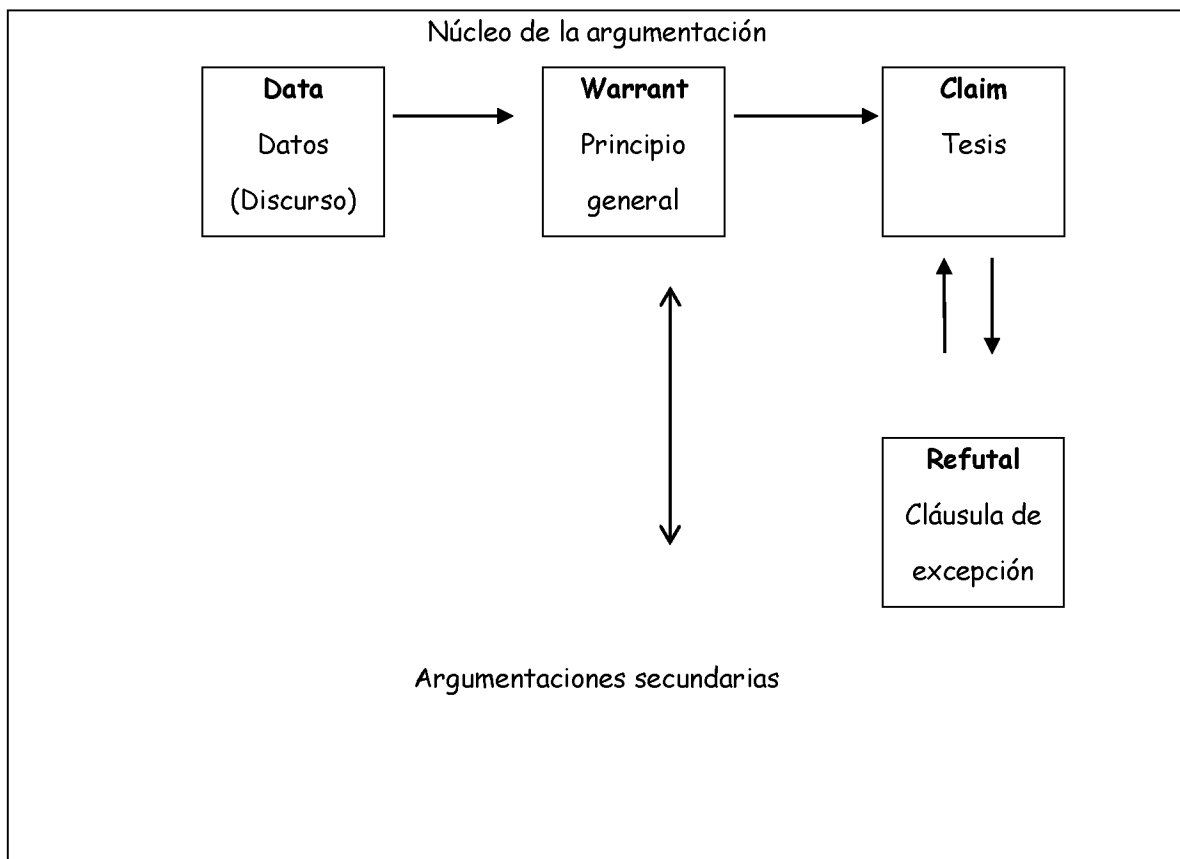 Núcleo de la argumentación
Data
Datos
(Discurso)
Warrant
Principio
general
Claim
Tesis
Refutal
Cláusula de
excepción
Argumentaciones secundarias